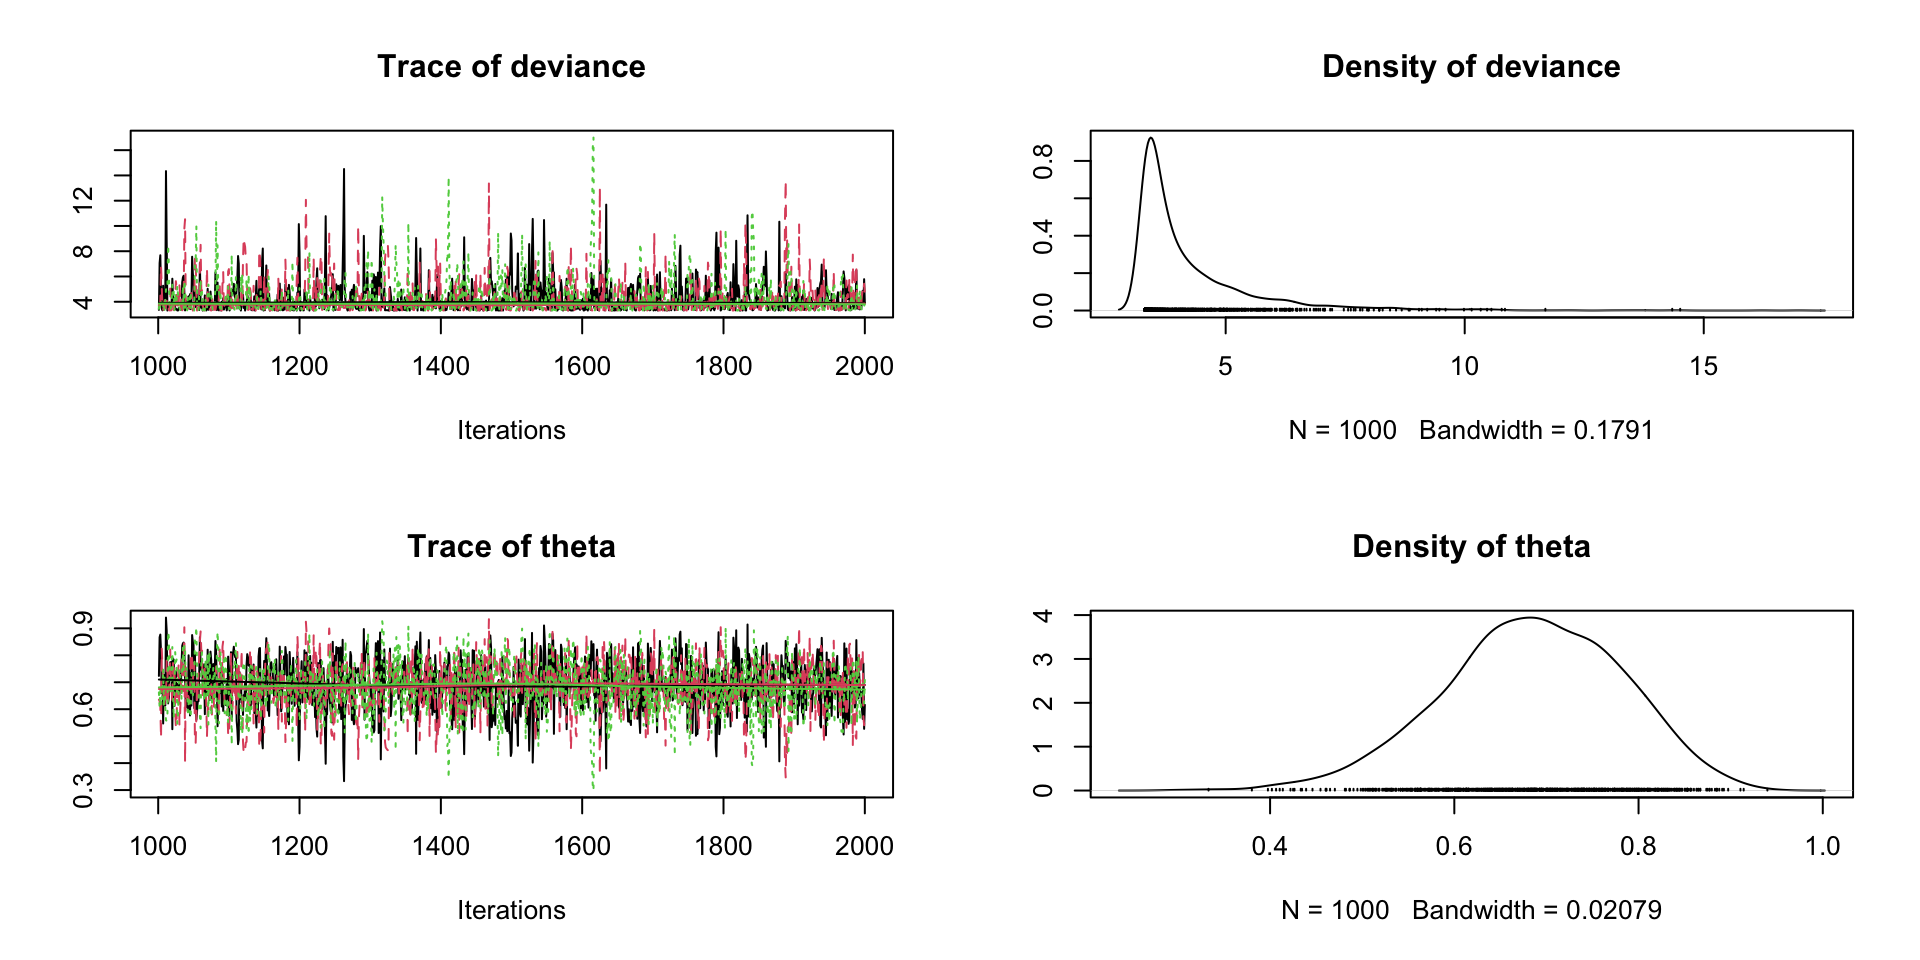 Trace of deviance
12
8
4
1000 1200 1400 1600 1800 2000
Iterations
Density of deviance
0.8
0.4
0.0
5 10 15
N = 1000 Bandwidth = 0.1791
Trace of theta
0.9
0.6
0.3
1000 1200 1400 1600 1800 2000
Iterations
Density of theta
4
3
2
1
0
0.4 0.6 0.8 1.0
N = 1000 Bandwidth = 0.02079